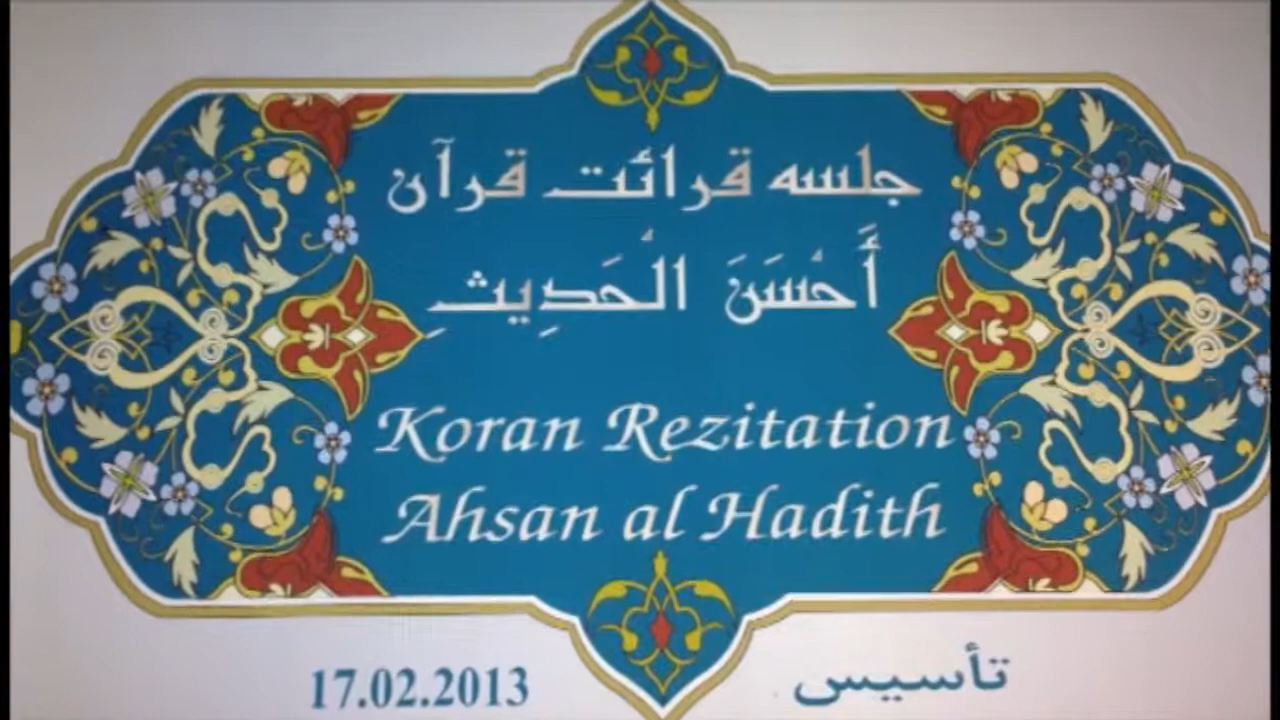 جلسه قرائت قرآن
أَحْسَنَ الْحَدِيثِ
Koran Rezitation
Ahsan al Hadith
تأسیس 17.02.2013